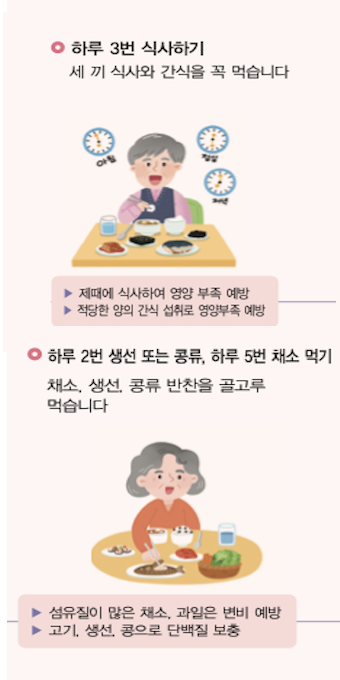 하루 3번 식사하기
세 끼 식사와 간식을 꼭 먹습니다
아침
점심
저녁
▶ 제때에 식사하여 영양 부족 예방
▶ 적당한 양의 간식 섭취로 영양부족 예방
하루 2번 생선 또는 콩류, 하루 5번 채소 먹기
채소, 생선, 콩류 반찬을 골고루
먹습니다
▶ 섬유질이 많은 채소, 과일은 변비 예방
▶ 고기, 생선, 콩으로 단백질 보충